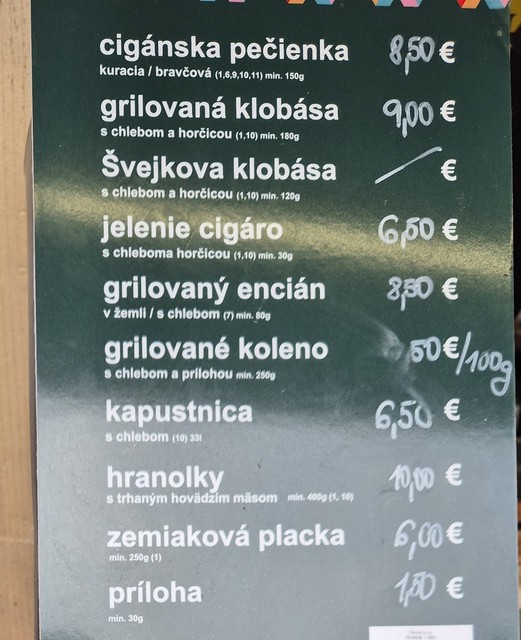 cigánska pečienka 8,50 €
kuracia / bravčová (1,6,9,10,11) min. 150g
grilovaná klobása 9,00 €
s chlebom a horčicou (1,10) min. 180g
Švejkova klobása / €
s chlebom a horčicou (1,10) min. 120g
jelenie cigáro 6,50 €
s chleboma horčicou (1,10) min. 30g
grilovaný encián 8,50 €
v žemli / s chlebom (7) min. 60g
grilované koleno 50 €/100g
s chlebom a prílohou min. 250g
kapustnica 6,50 €
s chlebom (10) 33l
hranolky 10,00 €
s trhaným hovädzím mäsom min. 400g (1, 10)
zemiaková placka 6,00 €
min. 250g (1)
príloha 1,50 €
min. 30g